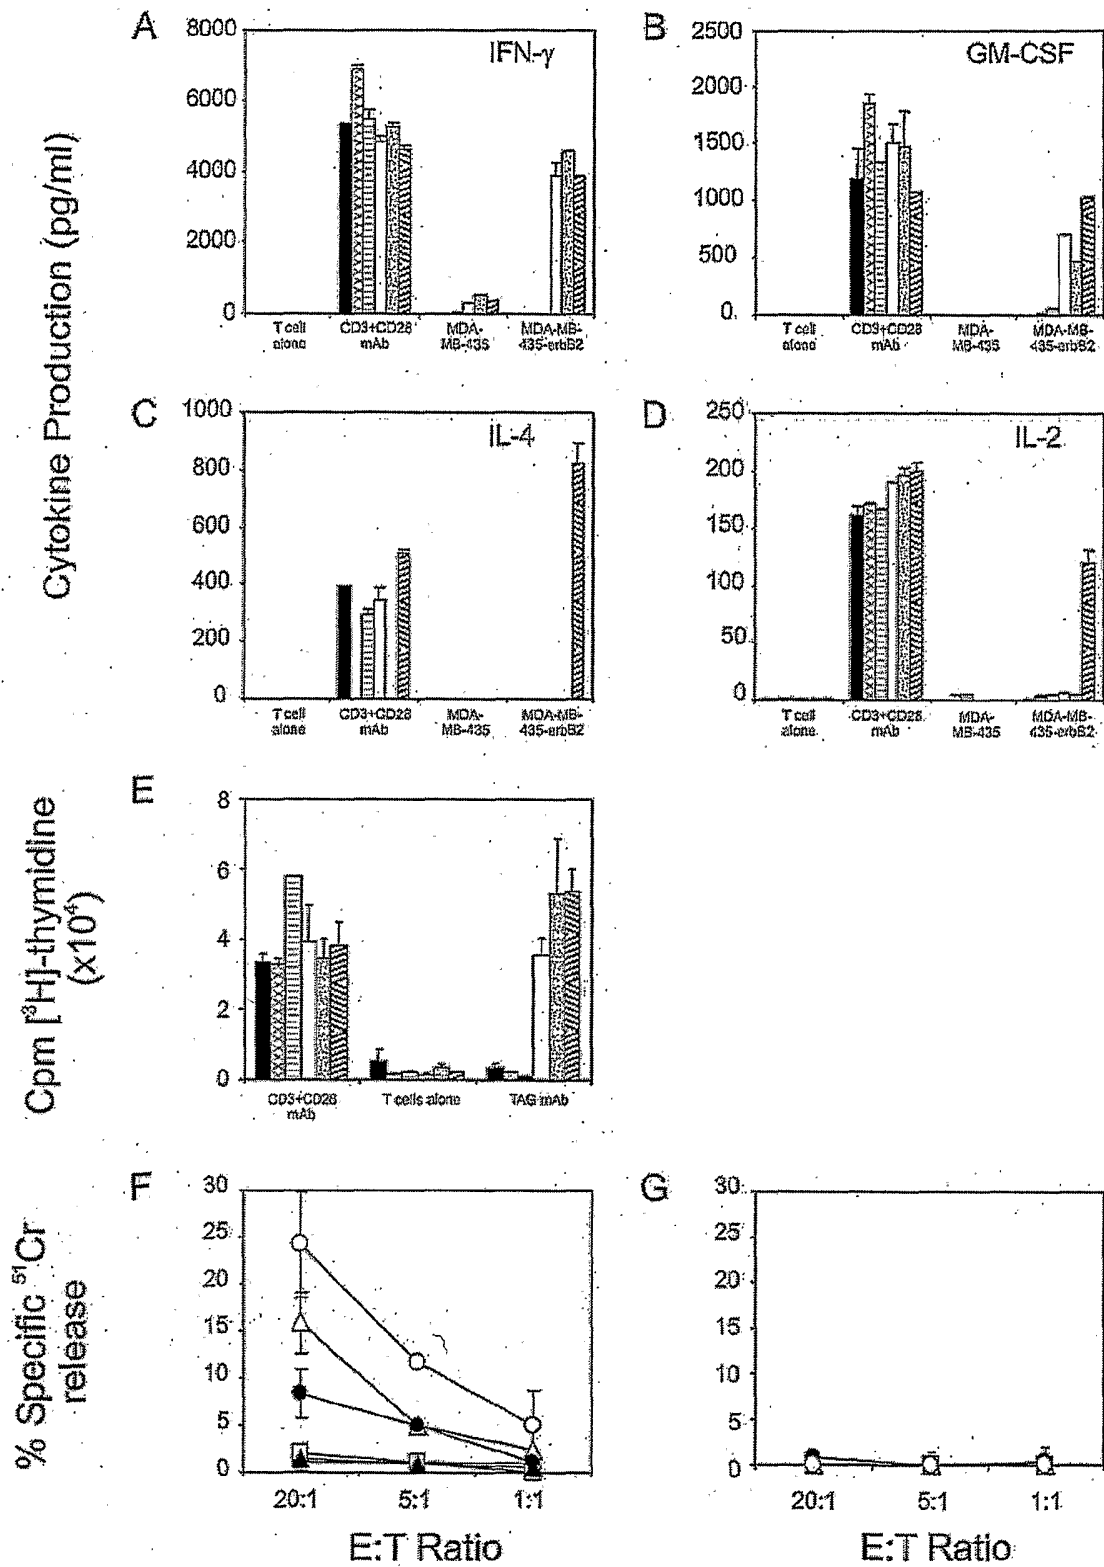 Cytokine Production (pg/ml)
A
IFN-γ
8000
6000
4000
2000
0
T cell
alone
CD3+CD28
mAb
MDA-
MB-435
MDA-MB-
435-erbB2
B
GM-CSF
2500
2000
1500
1000
500
0
T cell
alone
CD3+CD28
mAb
MDA-
MB-435
MDA-MB-
435-erbB2
C
IL-4
1000
800
600
400
200
0
T cell
alone
CD3+CD28
mAb
MDA-
MB-435
MDA-MB-
435-erbB2
D
IL-2
250
200
150
100
50
0
T cell
alone
CD3+CD28
mAb
MDA-
MB-435
MDA-MB-
435-erbB2
Cpm [³H]-thymidine
(x10⁴)
E
8
6
4
2
0
CD3+CD28
mAb
T cells alone
TAG mAb
% Specific ⁵¹Cr
release
F
30
25
20
15
10
5
0
20:1
5:1
1:1
E:T Ratio
G
30
25
20
15
10
5
0
20:1
5:1
1:1
E:T Ratio